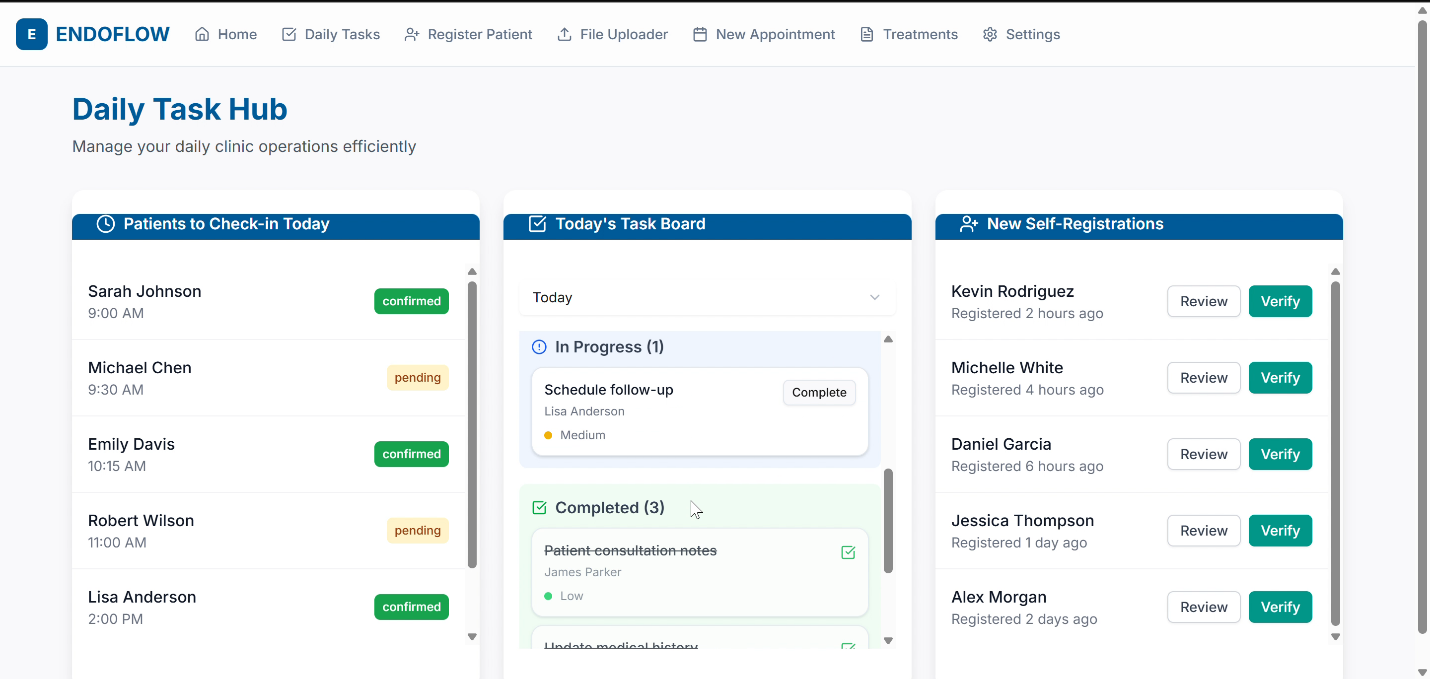 E ENDOFLOW Home Daily Tasks Register Patient File Uploader New Appointment Treatments Settings
Daily Task Hub
Manage your daily clinic operations efficiently
Patients to Check-in Today
Sarah Johnson
9:00 AM
confirmed
Michael Chen
9:30 AM
pending
Emily Davis
10:15 AM
confirmed
Robert Wilson
11:00 AM
pending
Lisa Anderson
2:00 PM
confirmed
Today's Task Board
Today
In Progress (1)
Schedule follow-up
Complete
Lisa Anderson
Medium
Completed (3)
Patient consultation notes
James Parker
Low
Update medical history
New Self-Registrations
Kevin Rodriguez
Registered 2 hours ago
Review Verify
Michelle White
Registered 4 hours ago
Review Verify
Daniel Garcia
Registered 6 hours ago
Review Verify
Jessica Thompson
Registered 1 day ago
Review Verify
Alex Morgan
Registered 2 days ago
Review Verify